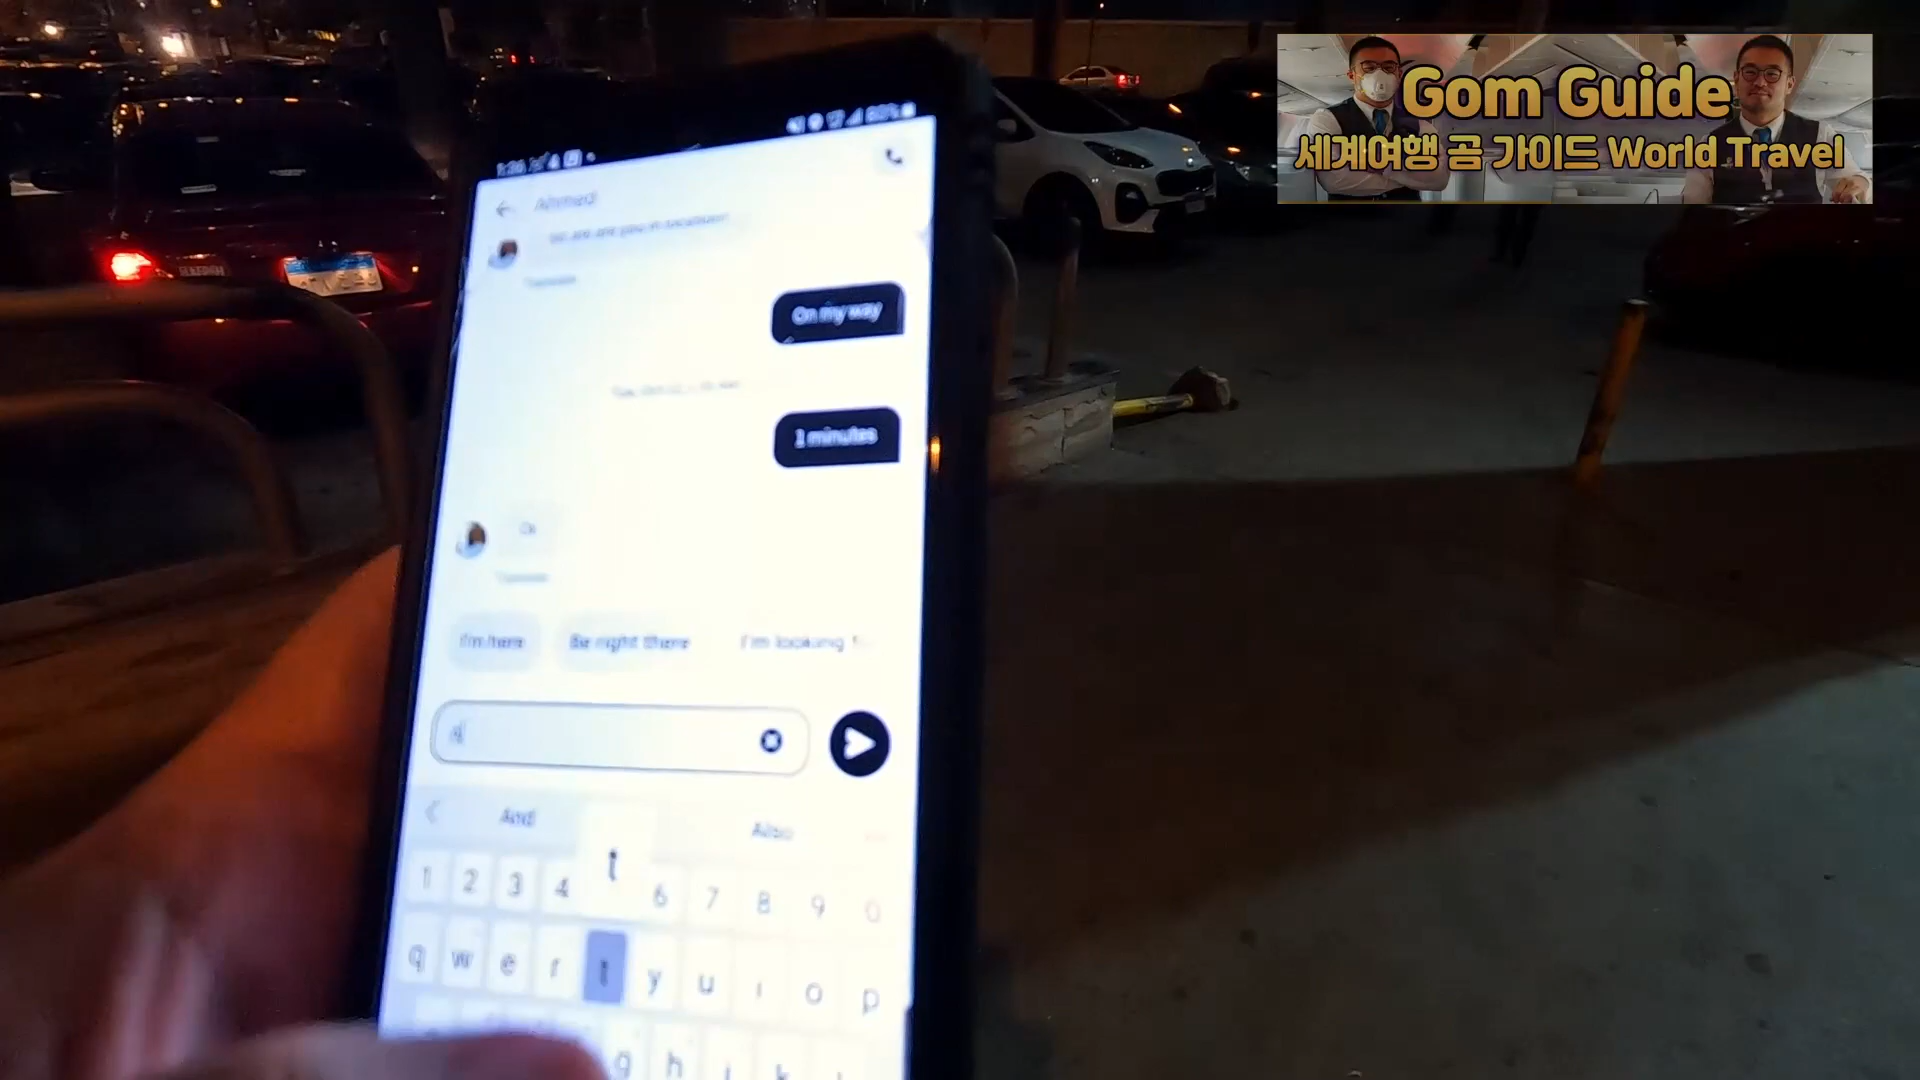 Gom Guide
세계여행 곰 가이드 World Travel
Ahmed
On my way
1 minutes
Ok
I'm here
Be right there
I'm looking f
a
And
Also
t
1 2 3 4 6 7 8 9 0
q w e r t y u i o p
g h j k